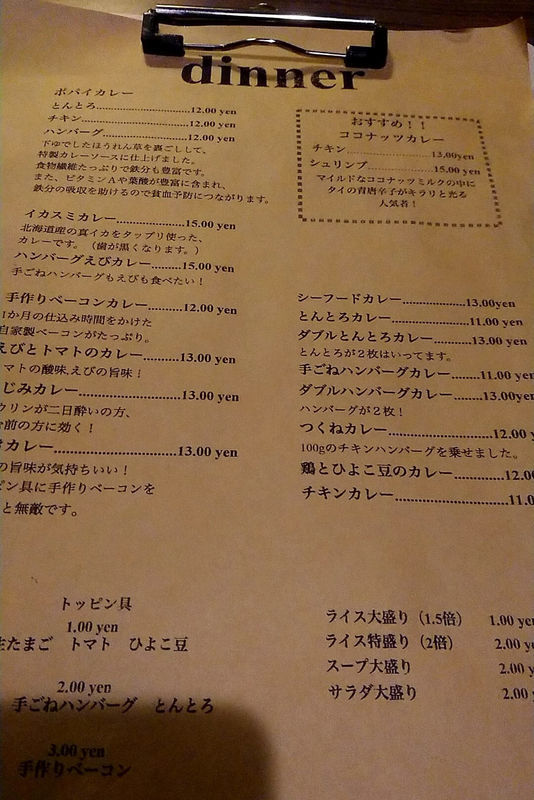 dinner
ポパイカレー
とんとろ..............................12.00 yen
チキン..............................12.00 yen
ハンバーグ........................12.00 yen
下ゆでしたほうれん草を裏ごしして、
特製カレーソースに仕上げました。
食物繊維たっぷりで鉄分も豊富です。
また、ビタミンAや葉酸が豊富に含まれ、
鉄分の吸収を助けるので貧血予防につながります。
イカスミカレー..................15.00 yen
北海道産の真イカをタップリ使った、
カレーです。（歯が黒くなります。）
ハンバーグえびカレー........15.00 yen
手ごねハンバーグもえびも食べたい！
手作りベーコンカレー.........12.00 yen
1か月の仕込み時間をかけた
自家製ベーコンがたっぷり。
えびとトマトのカレー.........13.00 yen
マトの酸味,えびの旨味！
じみカレー........................13.00 yen
ウリンが二日酔いの方、
前の方に効く！
カレー..............................13.00 yen
の旨味が気持ちいい！
ピン具に手作りベーコンを
と無敵です。
おすすめ！！
ココナッツカレー
チキン..............................13.00yen
シュリンプ........................15.00 yen
マイルドなココナッツミルクの中に
タイの青唐辛子がキラリと光る
人気者！
シーフードカレー..................13.00yen
とんとろカレー.....................11.00 yen
ダブルとんとろカレー............13.00 yen
とんとろが２枚はいってます。
手ごねハンバーグカレー.........11.00 yen
ダブルハンバーグカレー.........13.00yen
ハンバーグが２枚！
つくねカレー........................12.00
100gのチキンハンバーグを乗せました。
鶏とひよこ豆のカレー............12.00
チキンカレー........................11.0
トッピン具
1.00 yen
生たまご　トマト　ひよこ豆
2.00 yen
手ごねハンバーグ　とんとろ
3.00 yen
手作りベーコン
ライス大盛り（1.5倍）　1.00 ye
ライス特盛り（2倍）　2.00 ye
スープ大盛り　2.00 y
サラダ大盛り　2.00